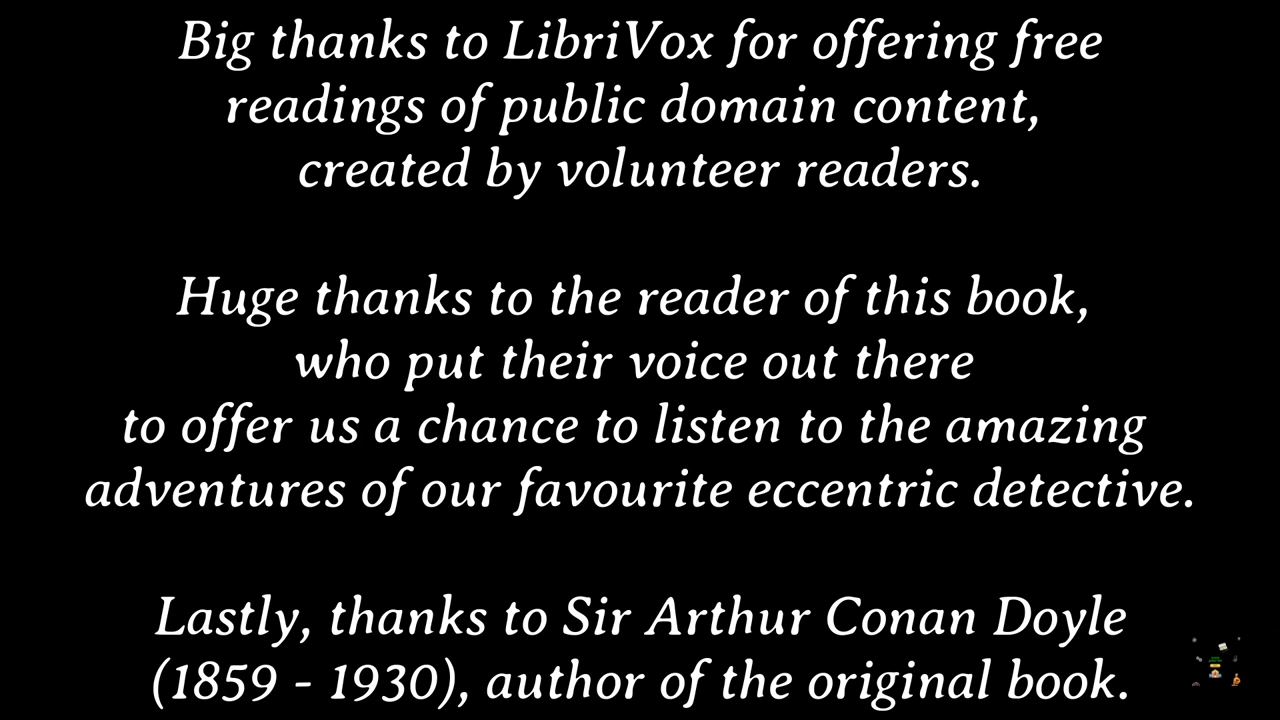 Big thanks to LibriVox for offering free
readings of public domain content,
created by volunteer readers.
Huge thanks to the reader of this book,
who put their voice out there
to offer us a chance to listen to the amazing
adventures of our favourite eccentric detective.
Lastly, thanks to Sir Arthur Conan Doyle
(1859 - 1930), author of the original book.